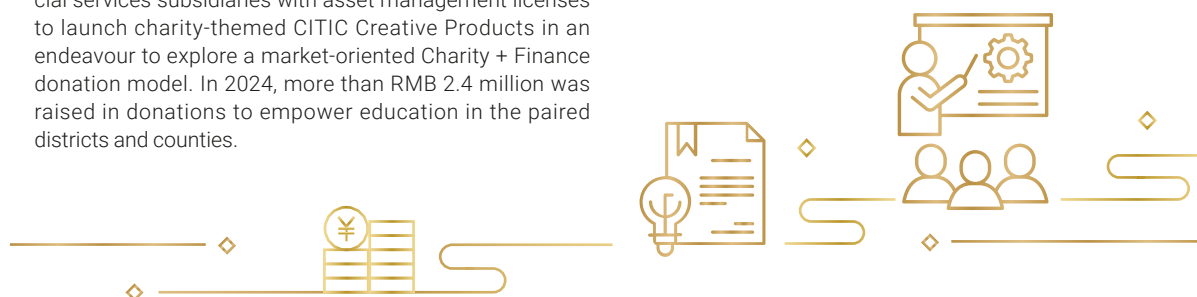 cial services subsidiaries with asset management licenses
to launch charity-themed CITIC Creative Products in an
endeavour to explore a market-oriented Charity + Finance
donation model. In 2024, more than RMB 2.4 million was
raised in donations to empower education in the paired
districts and counties.
¥